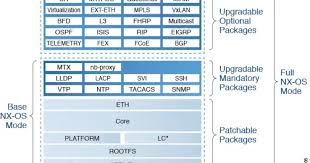 Virtualization EXT-ETH MPLS VxLAN
BFD L3 FHRP Multicast
OSPF ISIS RIP EIGRP
TELEMETRY FEX FCoE BGP
Upgradable
Optional
Packages
MTX nb-proxy
LLDP LACP SVI SSH
VTP NTP TACACS SNMP
Upgradable
Mandatory
Packages
Base
NX-OS
Mode
Full
NX-OS
Mode
ETH
Core
PLATFORM LC*
ROOTFS
Patchable
Packages